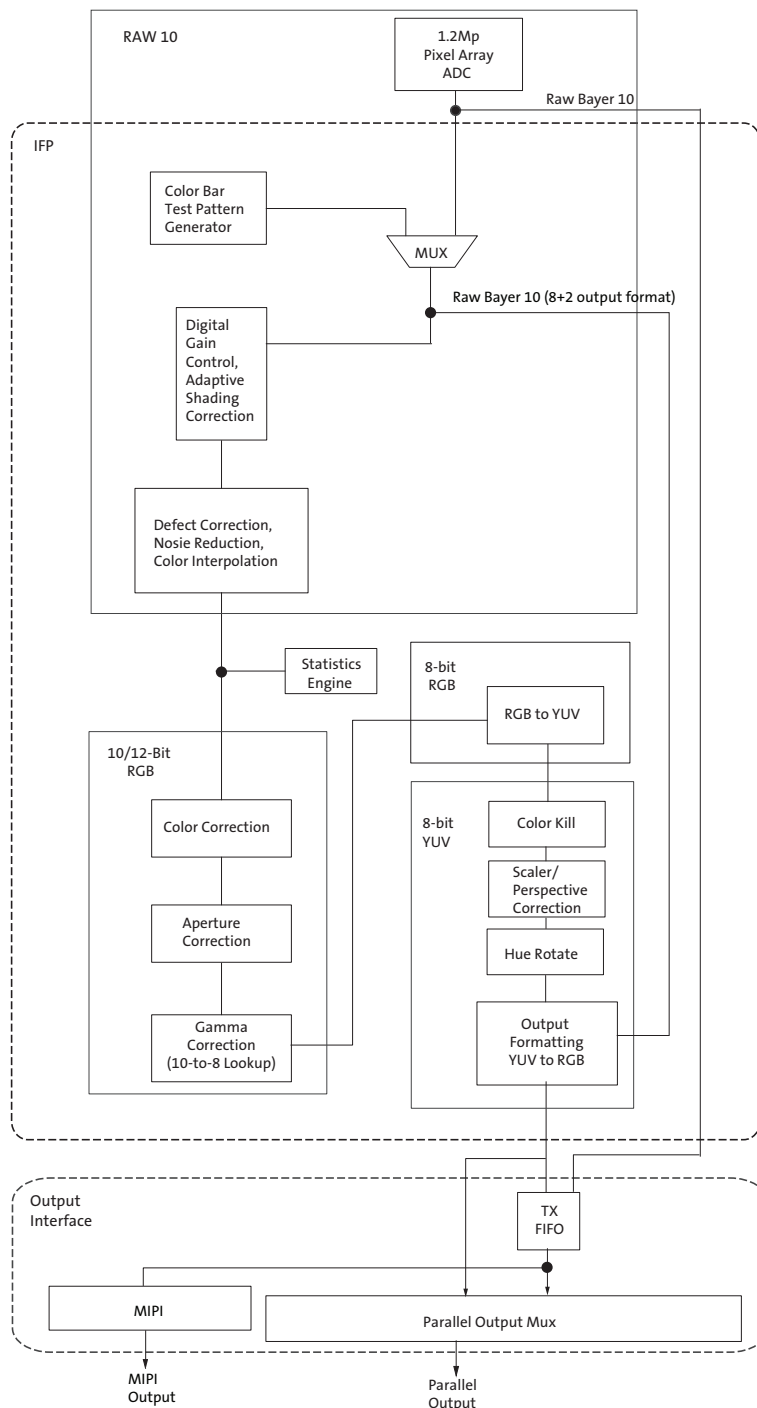 RAW 10
1.2Mp
Pixel Array
ADC
Raw Bayer 10
IFP
Color Bar
Test Pattern
Generator
MUX
Raw Bayer 10 (8+2 output format)
Digital
Gain
Control,
Adaptive
Shading
Correction
Defect Correction,
Nosie Reduction,
Color Interpolation
Statistics
Engine
8-bit
RGB
RGB to YUV
10/12-Bit
RGB
Color Correction
Aperture
Correction
Gamma
Correction
(10-to-8 Lookup)
8-bit
YUV
Color Kill
Scaler/
Perspective
Correction
Hue Rotate
Output
Formatting
YUV to RGB
Output
Interface
TX
FIFO
MIPI
Parallel Output Mux
MIPI
Output
Parallel
Output